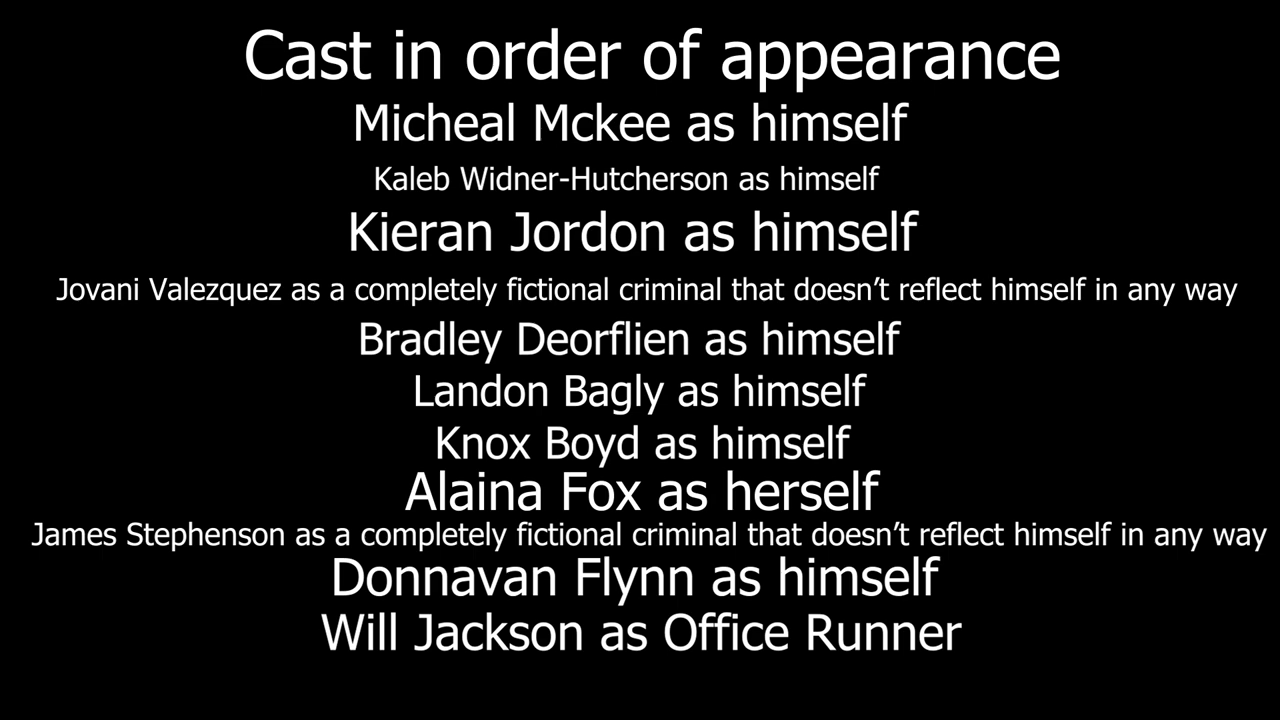 Cast in order of appearance
Micheal Mckee as himself
Kaleb Widner-Hutcherson as himself
Kieran Jordon as himself
Jovani Valezquez as a completely fictional criminal that doesn’t reflect himself in any way
Bradley Deorflien as himself
Landon Bagly as himself
Knox Boyd as himself
Alaina Fox as herself
James Stephenson as a completely fictional criminal that doesn’t reflect himself in any way
Donnavan Flynn as himself
Will Jackson as Office Runner